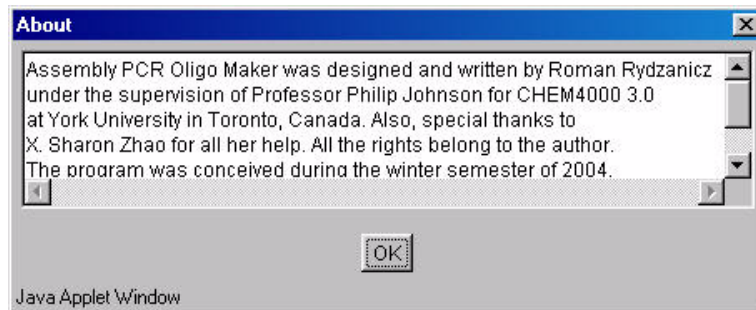 About
Assembly PCR Oligo Maker was designed and written by Roman Rydzanicz
under the supervision of Professor Philip Johnson for CHEM4000 3.0
at York University in Toronto, Canada. Also, special thanks to
X. Sharon Zhao for all her help. All the rights belong to the author.
The program was conceived during the winter semester of 2004.
OK
Java Applet Window